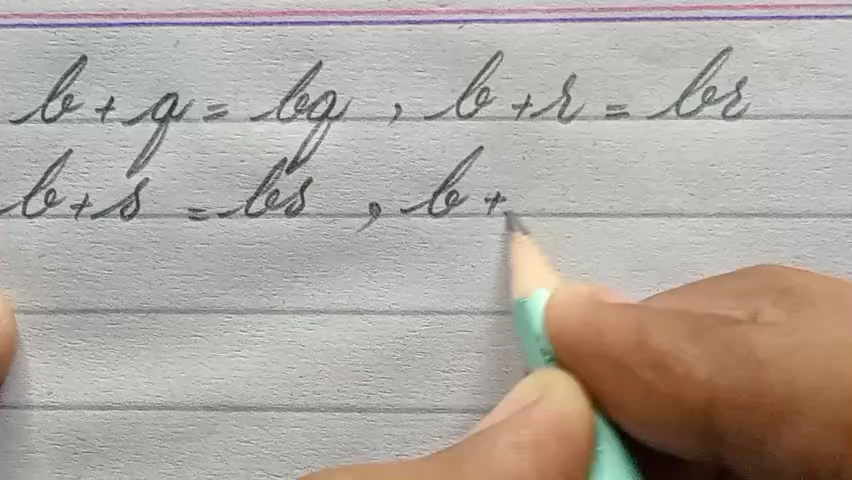 b + q = bq , b + r = br
b + s = bs , b +